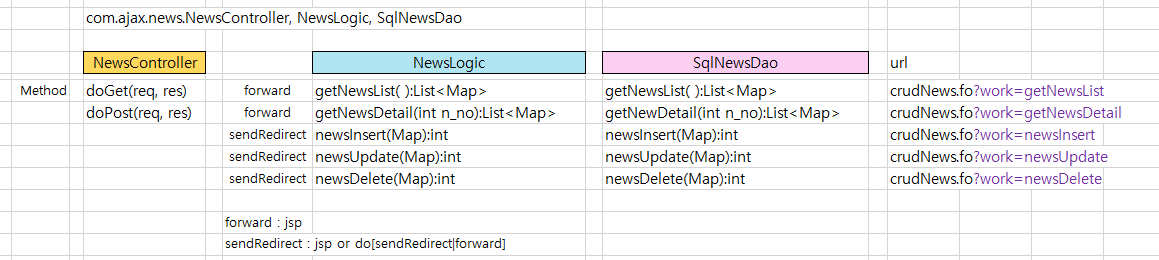 com.ajax.news.NewsController, NewsLogic, SqlNewsDao
NewsController NewsLogic SqlNewsDao url
Method doGet(req, res) forward getNewsList( ):List<Map> getNewsList( ):List<Map> crudNews.fo?work=getNewsList
doPost(req, res) forward getNewsDetail(int n_no):List<Map> getNewDetail(int n_no):List<Map> crudNews.fo?work=getNewsDetail
sendRedirect newsInsert(Map):int newsInsert(Map):int crudNews.fo?work=newsInsert
sendRedirect newsUpdate(Map):int newsUpdate(Map):int crudNews.fo?work=newsUpdate
sendRedirect newsDelete(Map):int newsDelete(Map):int crudNews.fo?work=newsDelete
forward : jsp
sendRedirect : jsp or do[sendRedirect|forward]